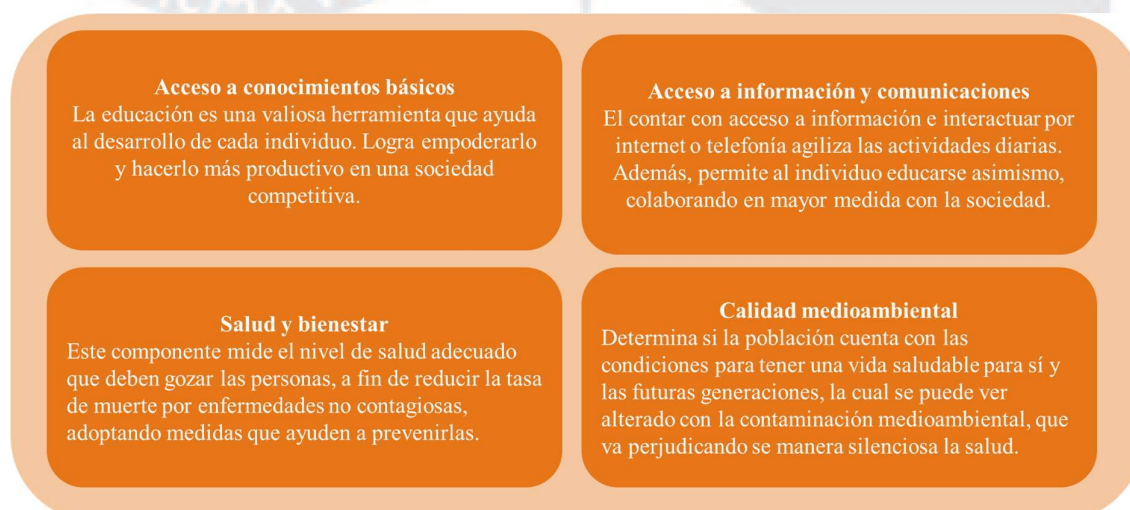 Acceso a conocimientos básicos
La educación es una valiosa herramienta que ayuda
al desarrollo de cada individuo. Logra empoderarlo
y hacerlo más productivo en una sociedad
competitiva.
Acceso a información y comunicaciones
El contar con acceso a información e interactuar por
internet o telefonía agiliza las actividades diarias.
Además, permite al individuo educarse asimismo,
colaborando en mayor medida con la sociedad.
Salud y bienestar
Este componente mide el nivel de salud adecuado
que deben gozar las personas, a fin de reducir la tasa
de muerte por enfermedades no contagiosas,
adoptando medidas que ayuden a prevenirlas.
Calidad medioambiental
Determina si la población cuenta con las
condiciones para tener una vida saludable para sí y
las futuras generaciones, la cual se puede ver
alterado con la contaminación medioambiental, que
va perjudicando se manera silenciosa la salud.